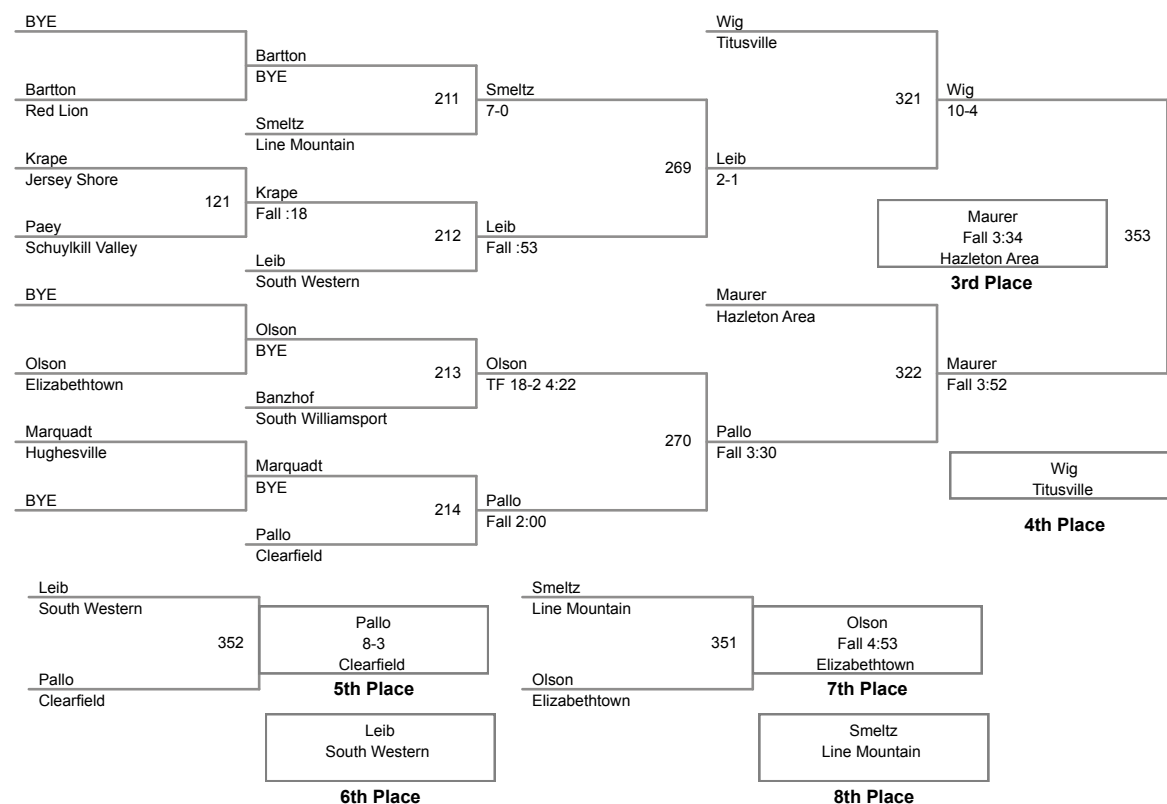 BYE
Bartton
Red Lion
Krape
Jersey Shore
121
Paey
Schuylkill Valley
BYE
Olson
Elizabethtown
Marquadt
Hughesville
BYE
Bartton
BYE
211
Smeltz
Line Mountain
Krape
Fall :18
212
Leib
South Western
Olson
BYE
213
Banzhof
South Williamsport
Marquadt
BYE
214
Pallo
Clearfield
Smeltz
7-0
269
Leib
Fall :53
Olson
TF 18-2 4:22
270
Pallo
Fall 2:00
Wig
Titusville
321
Leib
2-1
Maurer
Hazleton Area
322
Pallo
Fall 3:30
Wig
10-4
353
Maurer
Fall 3:34
Hazleton Area
3rd Place
Maurer
Fall 3:52
Wig
Titusville
4th Place
Leib
South Western
352
Pallo
Clearfield
Pallo
8-3
Clearfield
5th Place
Leib
South Western
6th Place
Smeltz
Line Mountain
351
Olson
Elizabethtown
Olson
Fall 4:53
Elizabethtown
7th Place
Smeltz
Line Mountain
8th Place